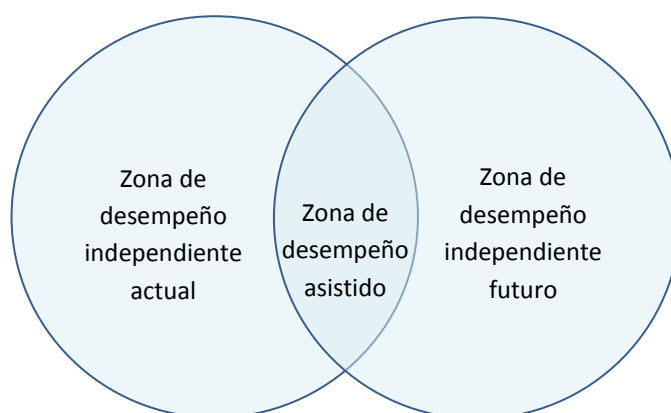 Zona de
desempeño
independiente
actual
Zona de
desempeño
asistido
Zona de
desempeño
independiente
futuro